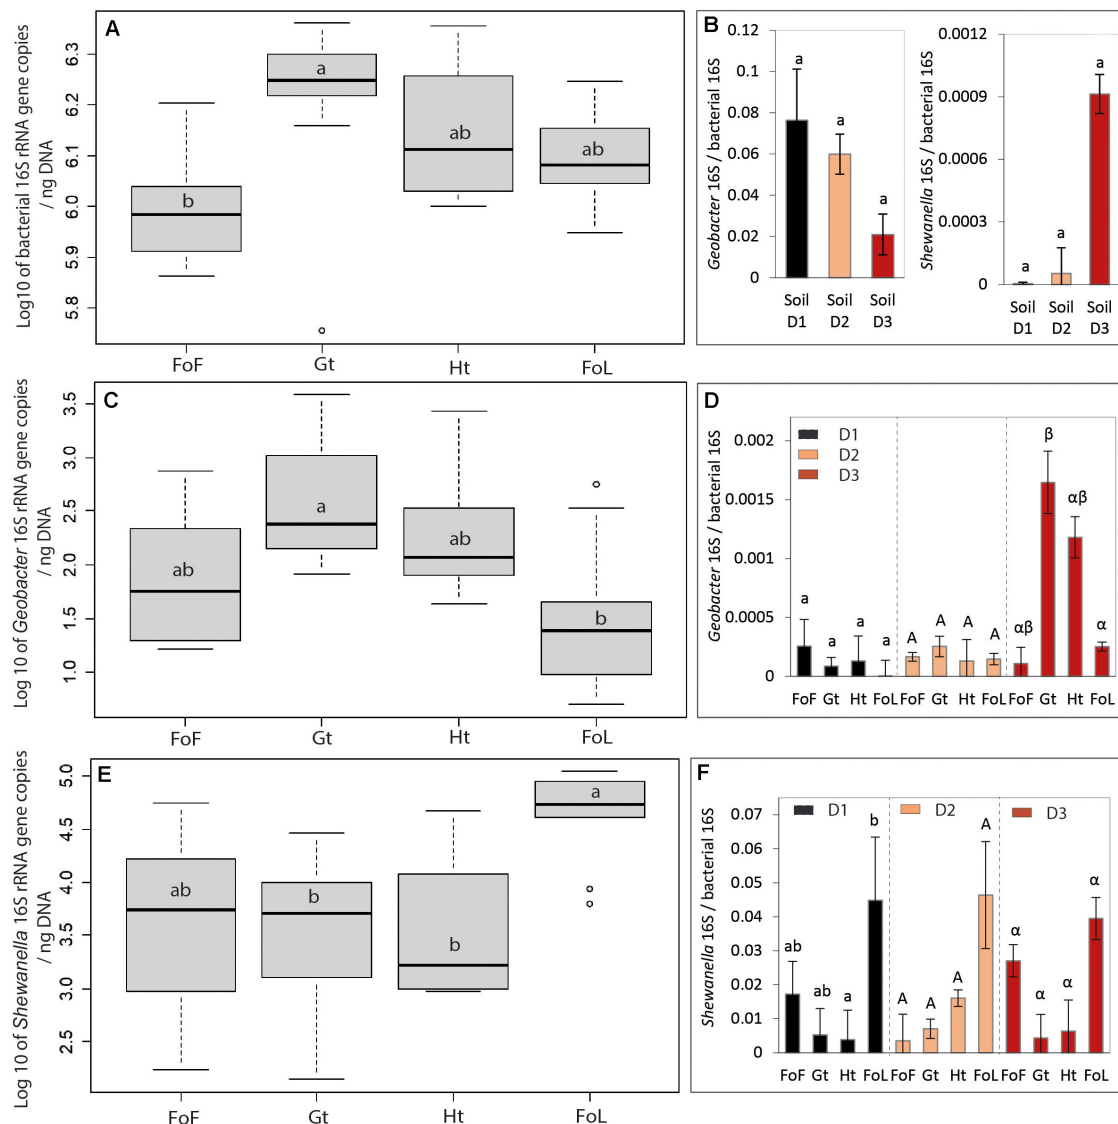 A
Log10 of bacterial 16S rRNA gene copies
/ ng DNA
6.3
6.2
6.1
6.0
5.9
5.8
b
a
ab
ab
FoF Gt Ht FoL
B
Geobacter 16S / bacterial 16S
0.12
0.1
0.08
0.06
0.04
0.02
0
a
a
a
Soil Soil Soil
D1 D2 D3
Shewanella 16S / bacterial 16S
0.0012
0.0009
0.0006
0.0003
0
a
a
a
Soil Soil Soil
D1 D2 D3
C
Log 10 of Geobacter 16S rRNA gene copies
/ ng DNA
3.5
3.0
2.5
2.0
1.5
1.0
ab
a
ab
b
FoF Gt Ht FoL
D
Geobacter 16S / bacterial 16S
0.002
0.0015
0.001
0.0005
0
D1
D2
D3
a a a a
A A A A
αβ β αβ α
FoF Gt Ht FoL FoF Gt Ht FoL FoF Gt Ht FoL
E
Log 10 of Shewanella 16S rRNA gene copies
/ ng DNA
5.0
4.5
4.0
3.5
3.0
2.5
ab
b
b
a
FoF Gt Ht FoL
F
Shewanella 16S / bacterial 16S
0.07
0.06
0.05
0.04
0.03
0.02
0.01
0
D1 D2 D3
ab ab a b
A A A A
α α α α
FoF Gt Ht FoL FoF Gt Ht FoL FoF Gt Ht FoL